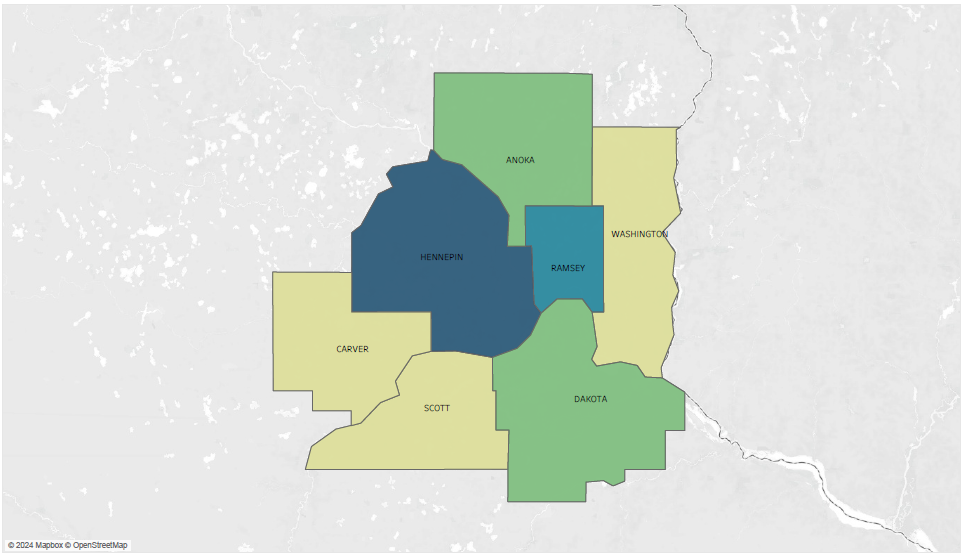 ANOKA
WASHINGTON
HENNEPIN
RAMSEY
CARVER
DAKOTA
SCOTT
© 2024 Mapbox © OpenStreetMap